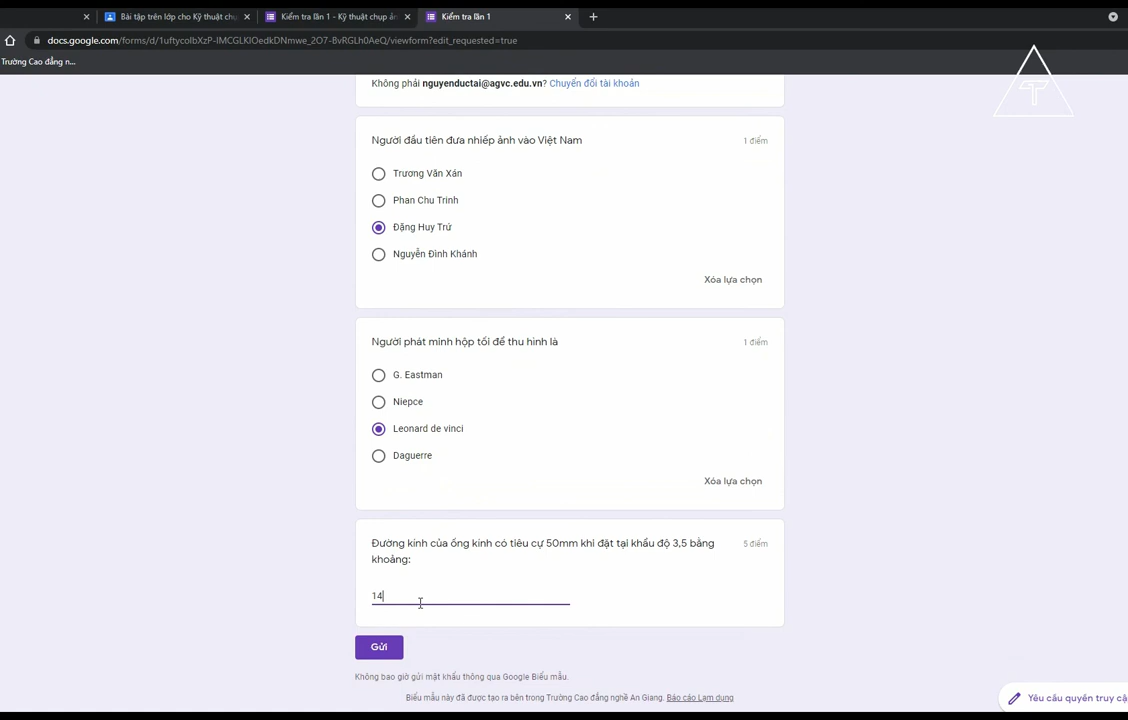 Bài tập trên lớp cho Kỹ thuật chụ
Kiểm tra lần 1 - Kỹ thuật chụp ản
Kiểm tra lần 1
docs.google.com/forms/d/1uftycolbXzP-IMCGLKIOedkDNmwe_2O7-BvRGLh0AeQ/viewform?edit_requested=true
Trường Cao đẳng n...
Không phải nguyenductai@agvc.edu.vn? Chuyển đổi tài khoản
Người đầu tiên đưa nhiếp ảnh vào Việt Nam
1 điểm
Trương Văn Xán
Phan Chu Trinh
Đặng Huy Trứ
Nguyễn Đình Khánh
Xóa lựa chọn
Người phát minh hộp tối để thu hình là
1 điểm
G. Eastman
Niepce
Leonard de vinci
Daguerre
Xóa lựa chọn
Đường kính của ống kính có tiêu cự 50mm khi đặt tại khẩu độ 3,5 bằng
khoảng:
5 điểm
14
Gửi
Không bao giờ gửi mật khẩu thông qua Google Biểu mẫu.
Biểu mẫu này đã được tạo ra bên trong Trường Cao đẳng nghề An Giang. Báo cáo Lạm dụng
Yêu cầu quyền truy cậ